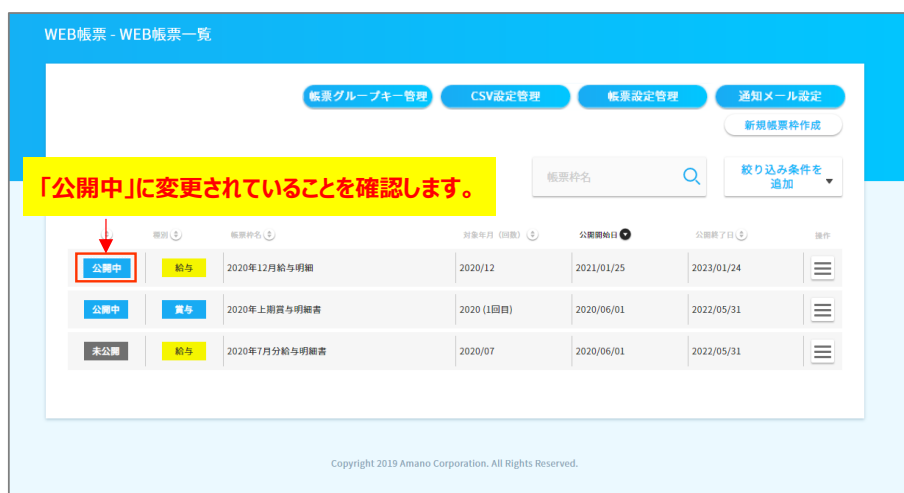 WEB帳票 - WEB帳票一覧
帳票グループキー管理 CSV設定管理 帳票設定管理 通知メール設定
新規帳票枠作成
「公開中」に変更されていることを確認します。
帳票枠名 絞り込み条件を
追加
種別 帳票枠名 対象年月（回数） 公開開始日 公開終了日 操作
公開中 給与 2020年12月給与明細 2020/12 2021/01/25 2023/01/24
公開中 賞与 2020年上期賞与明細書 2020 (1回目) 2020/06/01 2022/05/31
未公開 給与 2020年7月分給与明細書 2020/07 2020/06/01 2022/05/31
Copyright 2019 Amano Corporation. All Rights Reserved.